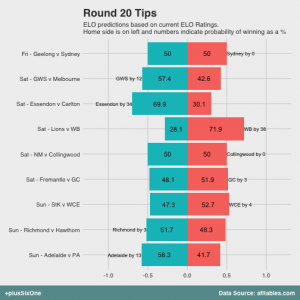 Round 20 Tips
ELO predictions based on current ELO Ratings.
Home side is on left and numbers indicate probability of winning as a %
Fri - Geelong v Sydney 50 50 Sydney by 0
Sat - GWS v Melbourne GWS by 12 57.4 42.6
Sat - Essendon v Carlton Essendon by 34 69.9 30.1
Sat - Lions v WB 28.1 71.9 WB by 38
Sat - NM v Collingwood 50 50 Collingwood by 0
Sat - Fremantle v GC 48.1 51.9 GC by 3
Sun - StK v WCE 47.3 52.7 WCE by 4
Sun - Richmond v Hawthorn Richmond by 3 51.7 48.3
Sun - Adelaide v PA Adelaide by 13 58.3 41.7
-1.0 -0.5 0.0 0.5 1.0
+plusSixOne Data Source: afltables.com